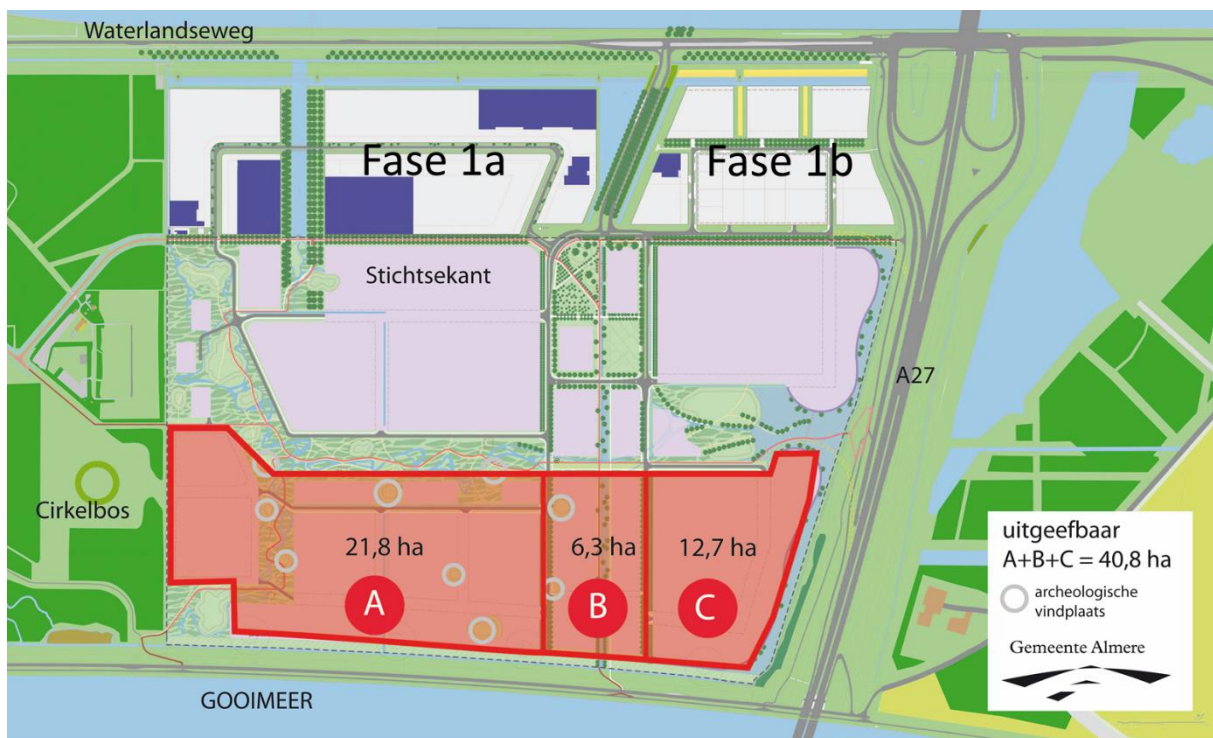 Waterlandseweg
Fase 1a
Fase 1b
Stichtsekant
A27
Cirkelbos
21,8 ha
6,3 ha
12,7 ha
A
B
C
GOOIMEER
uitgeefbaar
A+B+C = 40,8 ha
archeologische
vindplaats
Gemeente Almere